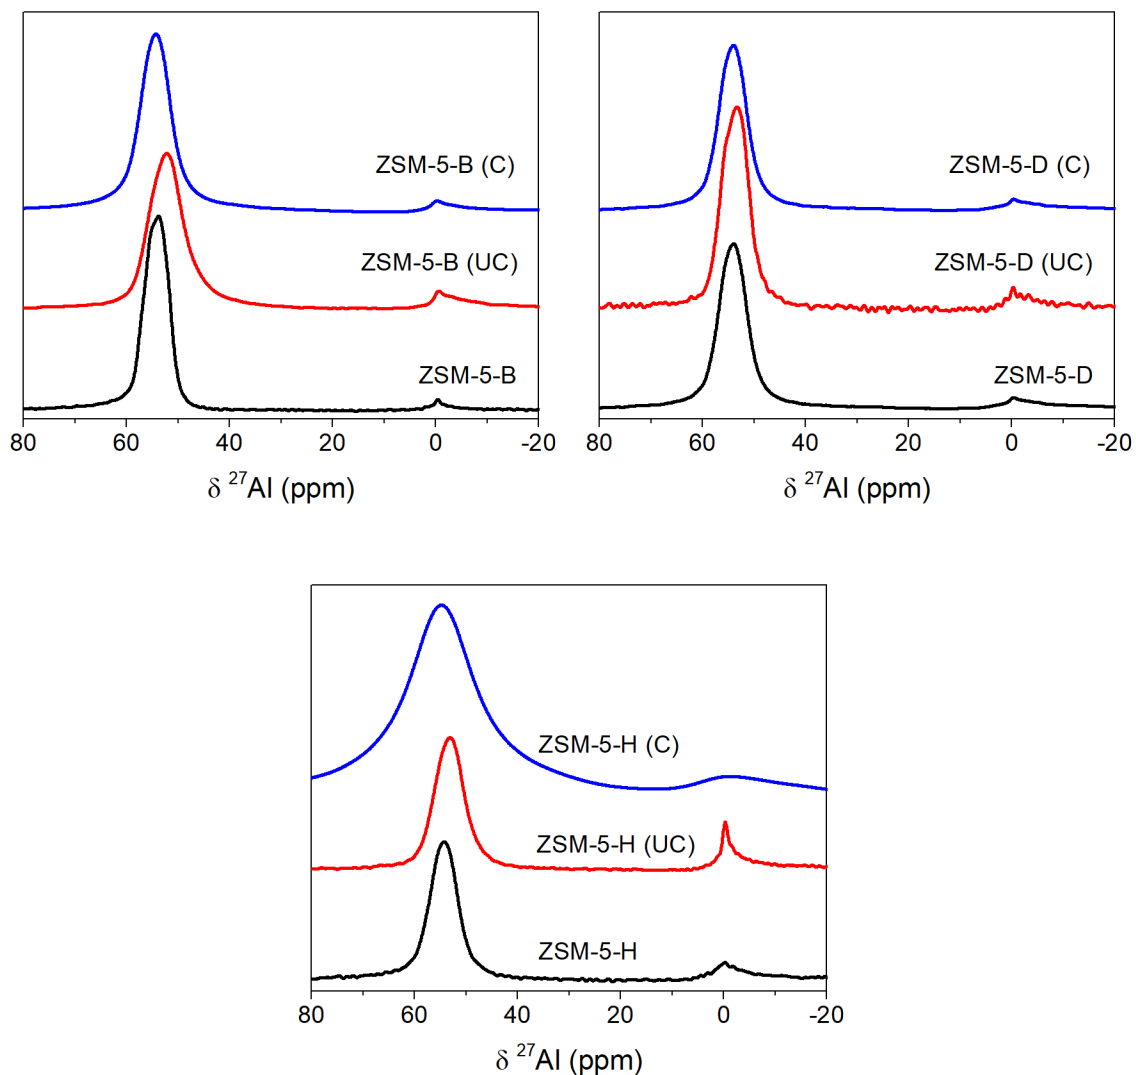 ZSM-5-B (C)
ZSM-5-B (UC)
ZSM-5-B
80 60 40 20 0 -20
δ ²⁷Al (ppm)
ZSM-5-D (C)
ZSM-5-D (UC)
ZSM-5-D
80 60 40 20 0 -20
δ ²⁷Al (ppm)
ZSM-5-H (C)
ZSM-5-H (UC)
ZSM-5-H
80 60 40 20 0 -20
δ ²⁷Al (ppm)